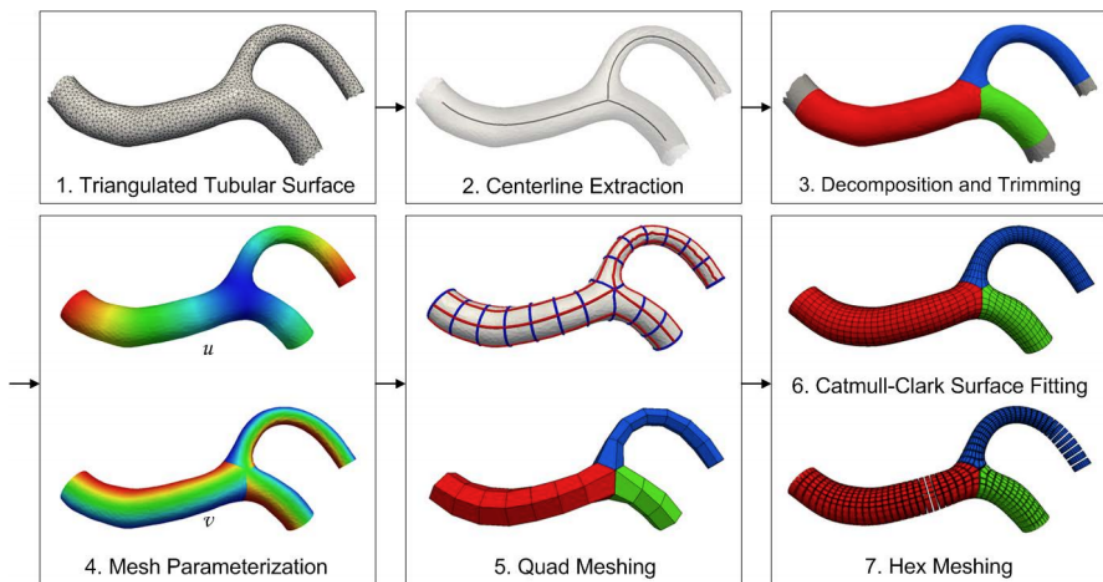 1. Triangulated Tubular Surface
2. Centerline Extraction
3. Decomposition and Trimming
u
v
4. Mesh Parameterization
5. Quad Meshing
6. Catmull-Clark Surface Fitting
7. Hex Meshing